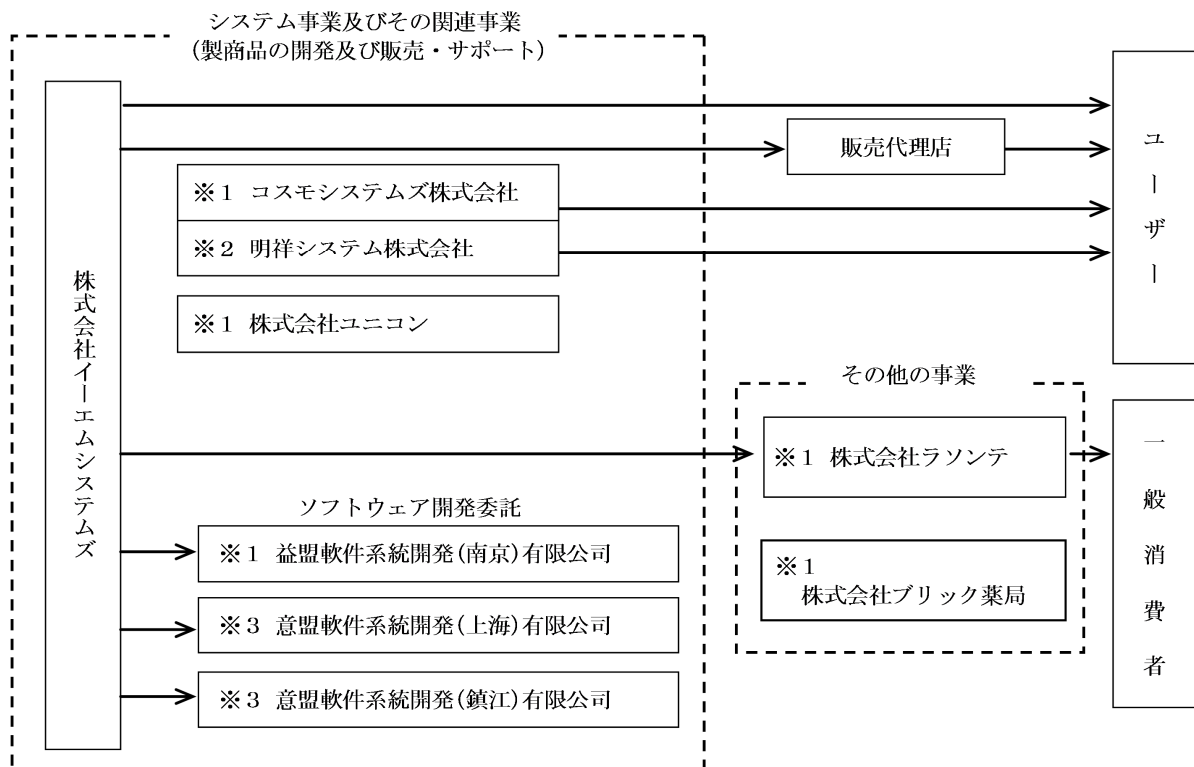 システム事業及びその関連事業
(製商品の開発及び販売・サポート)
株式会社イーエムシステムズ
販売代理店
ユーザー
※1 コスモシステムズ株式会社
※2 明祥システム株式会社
※1 株式会社ユニコン
その他の事業
※1 株式会社ラソンテ
一般消費者
ソフトウェア開発委託
※1 益盟軟件系統開発(南京)有限公司
※1
株式会社ブリック薬局
※3 意盟軟件系統開発(上海)有限公司
※3 意盟軟件系統開発(鎮江)有限公司